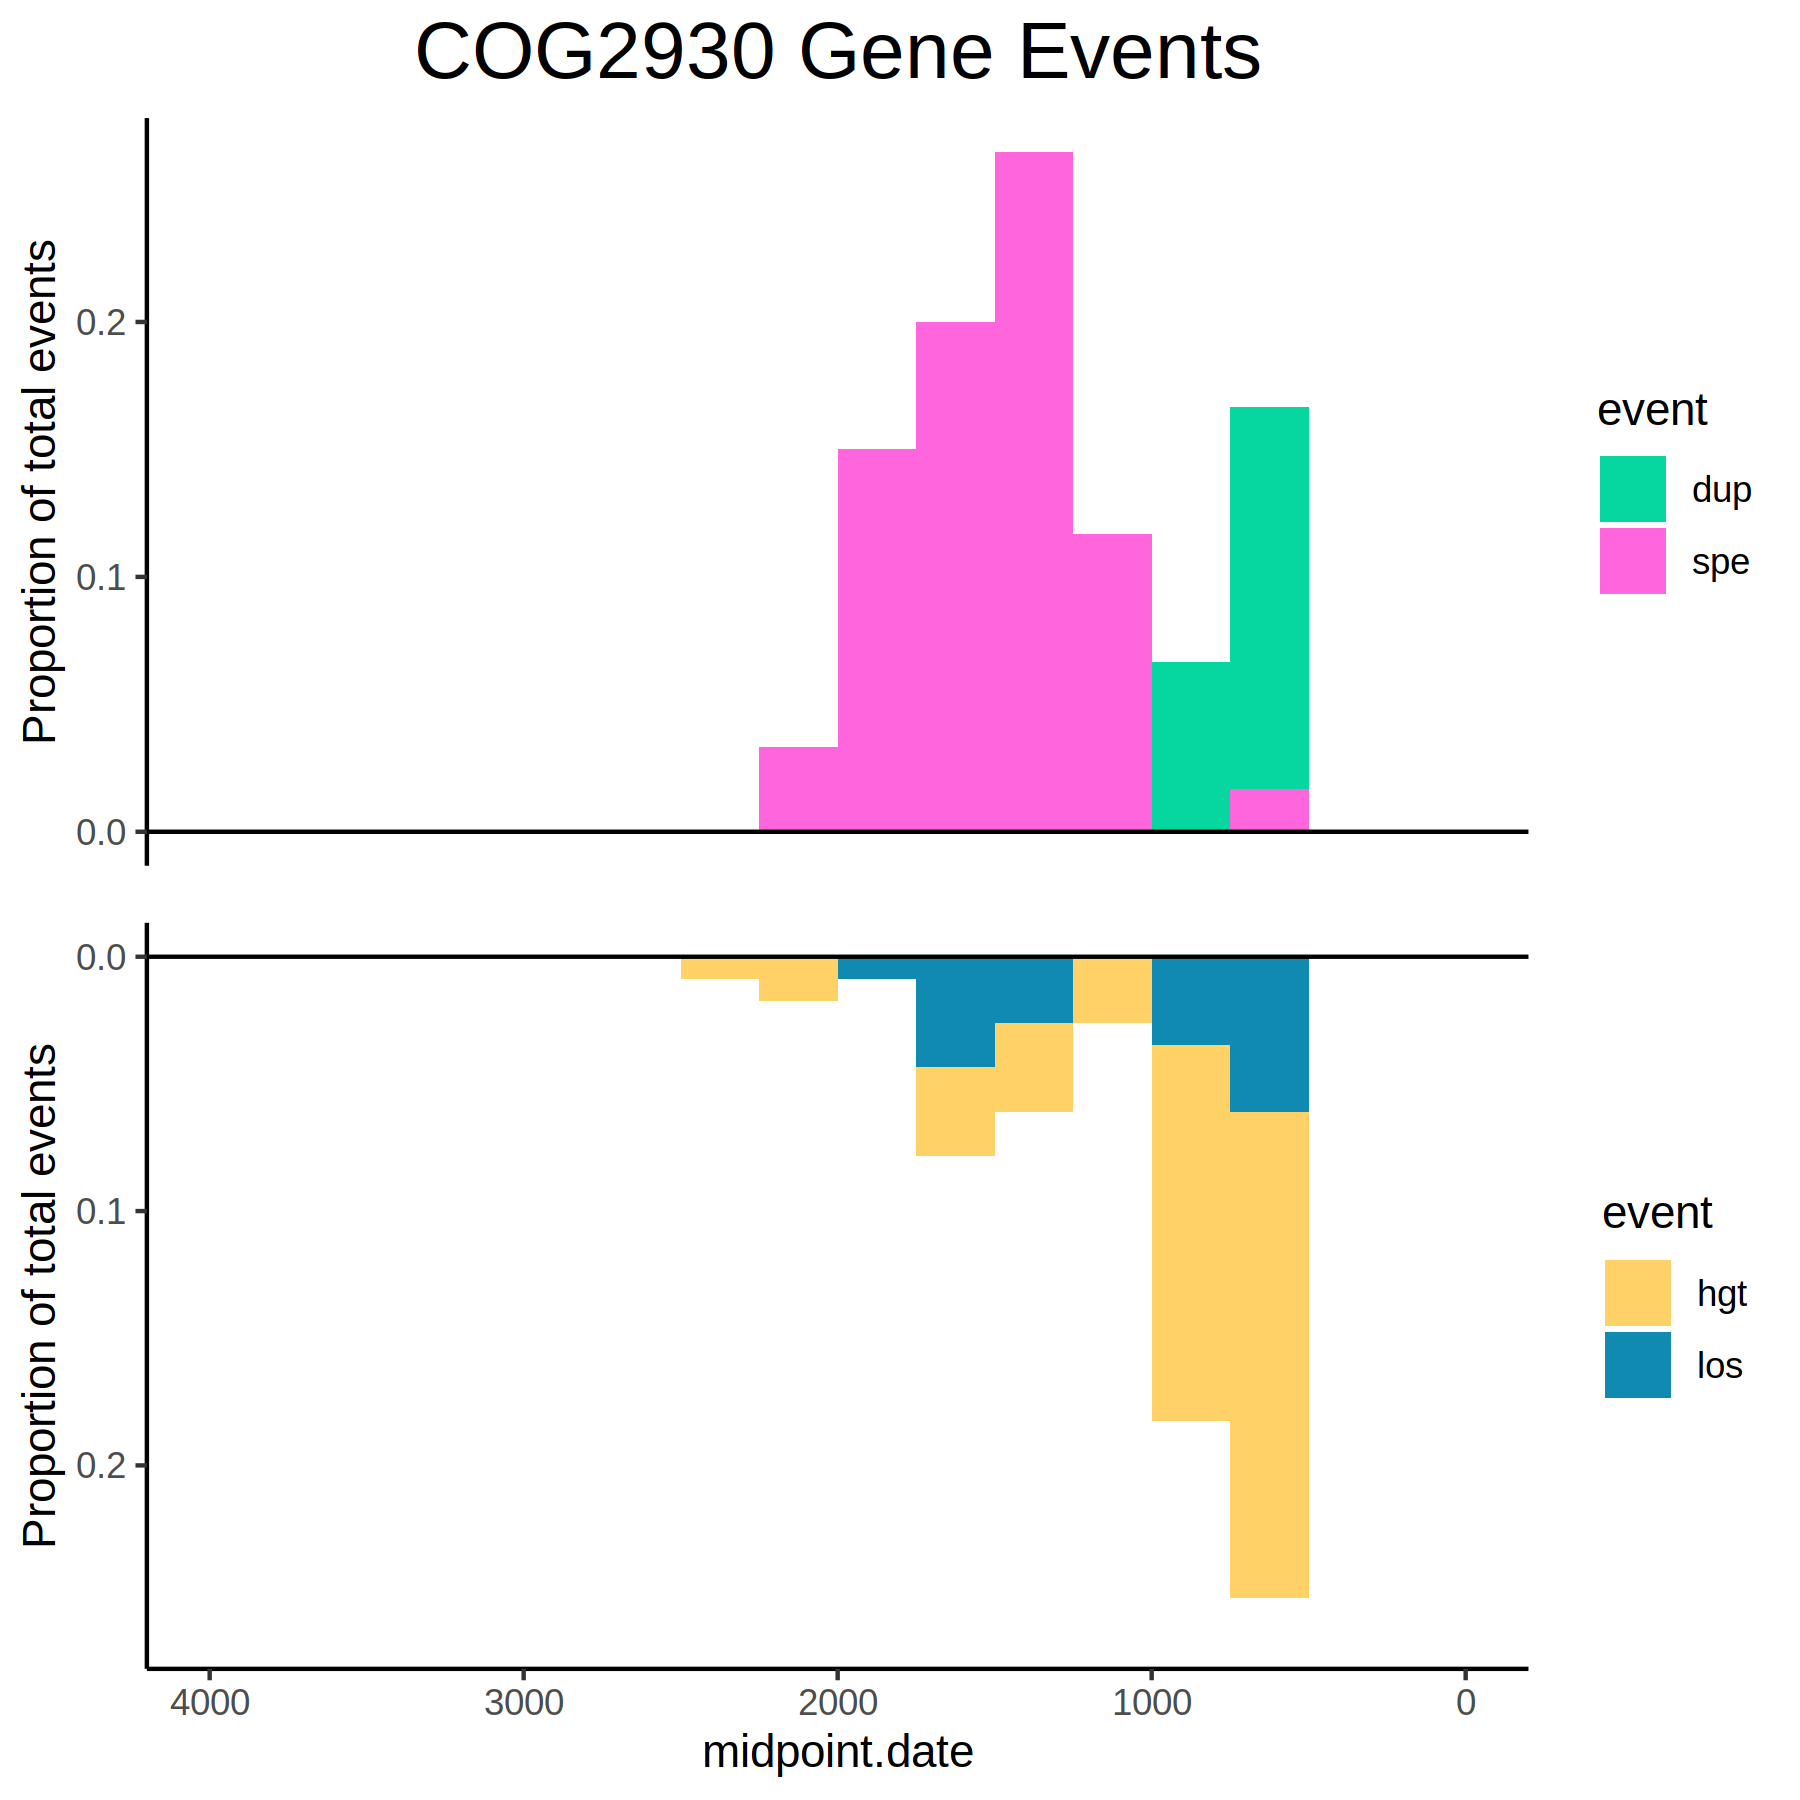 COG2930 Gene Events
Proportion of total events
0.2
0.1
0.0
event
dup
spe
Proportion of total events
0.0
0.1
0.2
event
hgt
los
4000 3000 2000 1000 0
midpoint.date